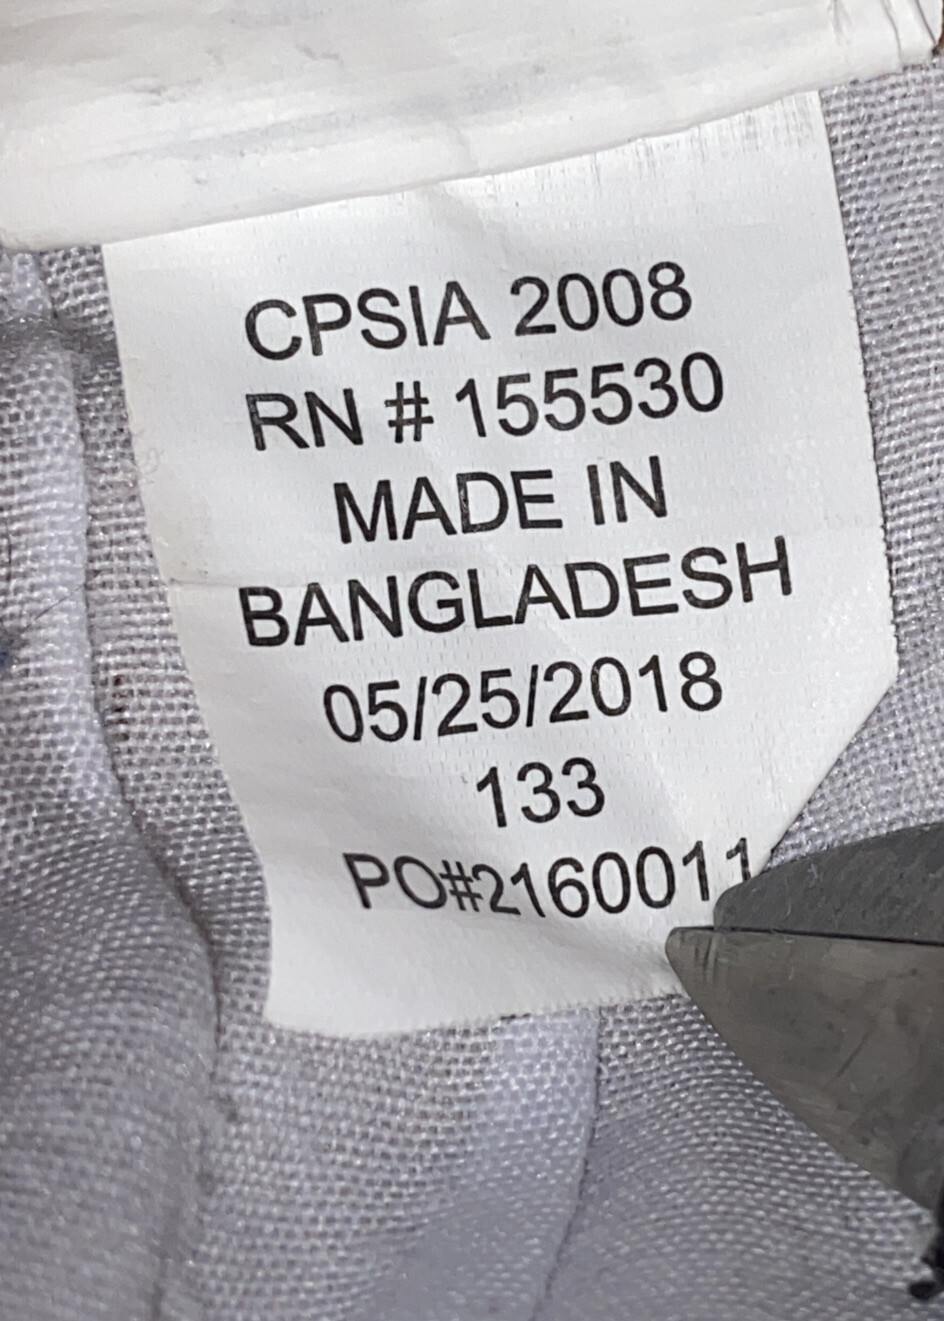 CPSIA 2008
RN # 155530
MADE IN
BANGLADESH
05/25/2018
133
PO#2160011